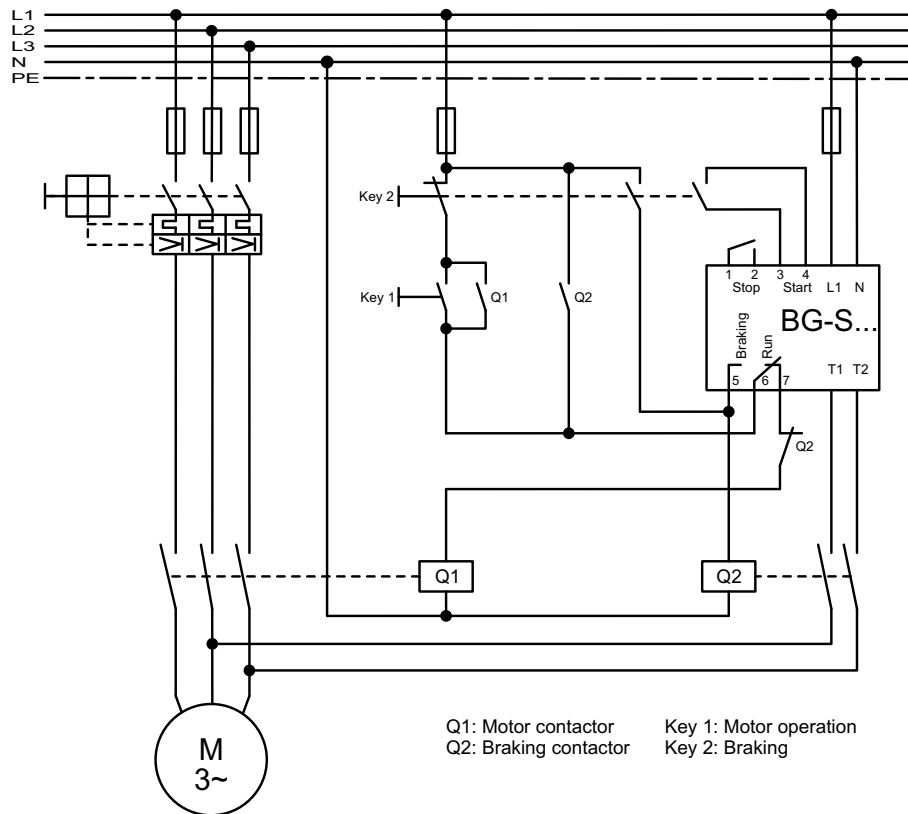 L1
L2
L3
N
PE
Key 2
Key 1
Q1
Q2
1 2 3 4
Stop Start L1 N
BG-S...
Braking
Run
T1 T2
5 6 7
Q2
Q1
Q2
M
3~
Q1: Motor contactor Key 1: Motor operation
Q2: Braking contactor Key 2: Braking